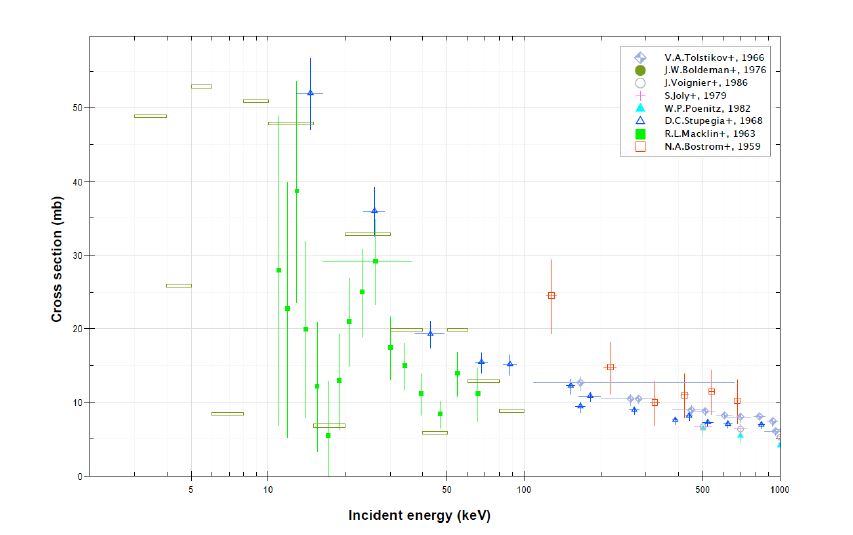 V.A.Tolstikov+, 1966
J.W.Boldeman+, 1976
J.Voignier+, 1986
S.Joly+, 1979
W.P.Poenitz, 1982
D.C.Stupegia+, 1968
R.L.Macklin+, 1963
N.A.Bostrom+, 1959
Cross section (mb)
50
40
30
20
10
0
5 10 50 100 500 1000
Incident energy (keV)